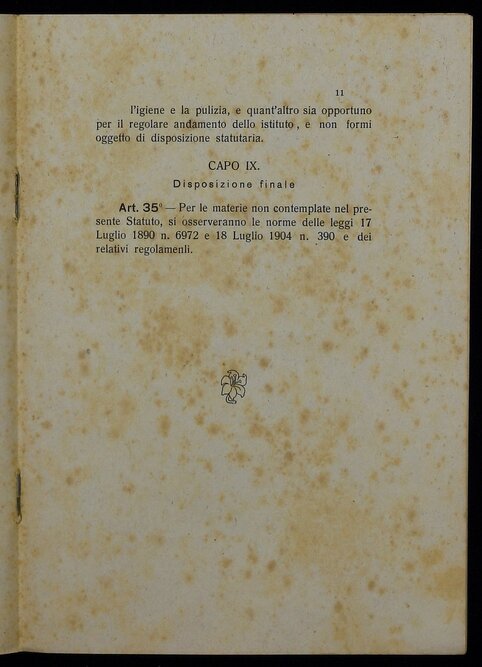 11
l'igiene e la pulizia, e quant'altro sia opportuno
per il regolare andamento dello istituto, e non formi
oggetto di disposizione statutaria.
CAPO IX.
Disposizione finale
Art. 35° — Per le materie non contemplate nel pre-
sente Statuto, si osserveranno le norme delle leggi 17
Luglio 1890 n. 6972 e 18 Luglio 1904 n. 390 e dei
relativi regolamenli.